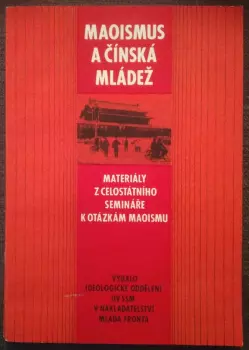 MAOISMUS
A ČÍNSKÁ
MLÁDEŽ
MATERIÁLY
Z CELOSTÁTNÍHO
SEMINÁŘE
K OTÁZKÁM MAOISMU
VYDALO
IDEOLOGICKÉ ODDĚLENÍ
ÚV SSM
V NAKLADATELSTVÍ
MLADÁ FRONTA